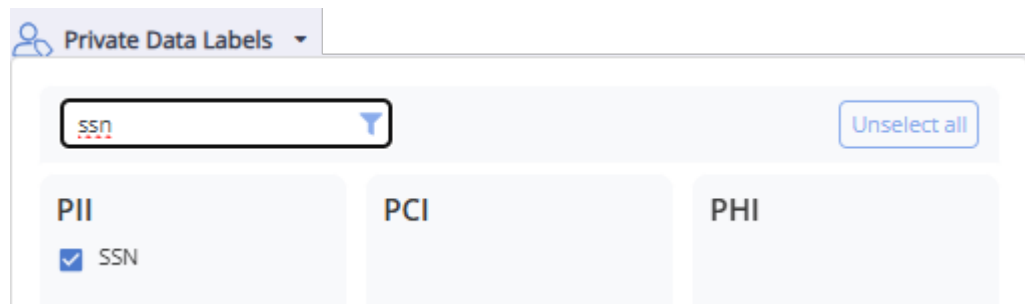 Private Data Labels
ssn
Unselect all
PII
PCI
PHI
SSN